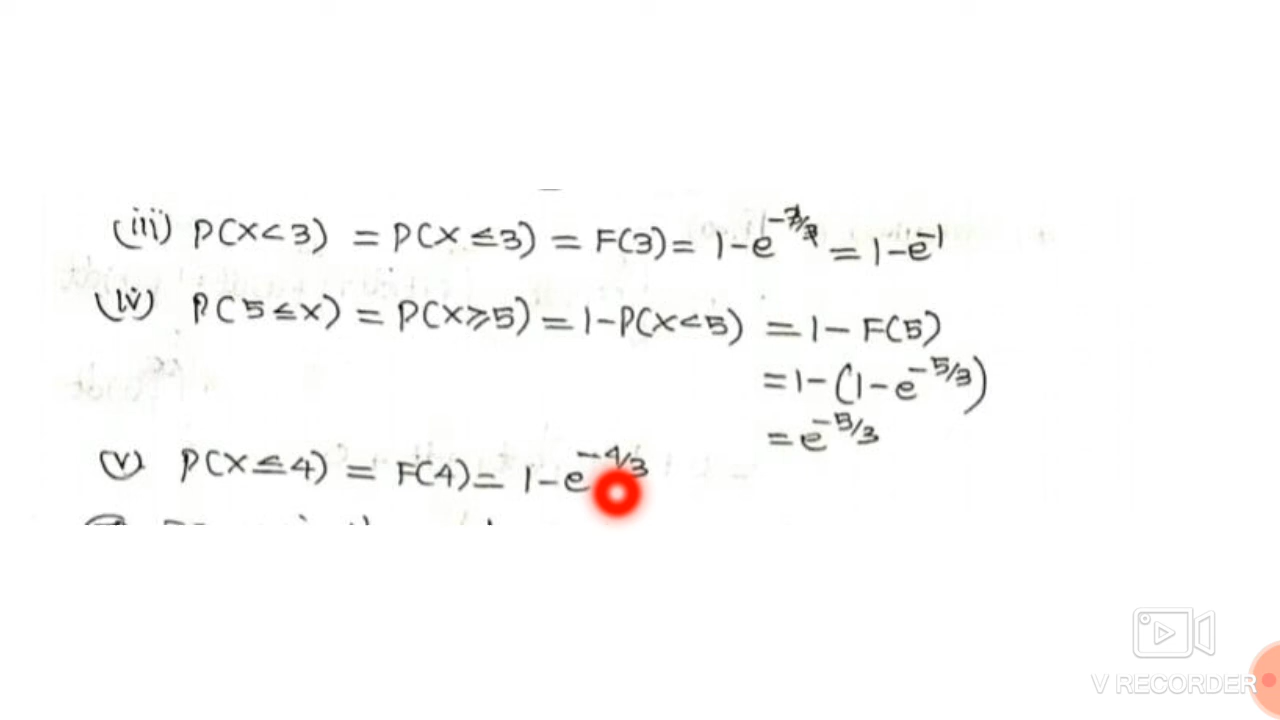 (iii) P(X<3) = P(X≤3) = F(3) = 1-e^-3/3 = 1-e^-1
(iv) P(5≤X) = P(X≥5) = 1-P(X<5) = 1-F(5)
= 1-(1-e^-5/3)
= e^-5/3
(v) P(X≤4) = F(4) = 1-e^-4/3
V RECORDER